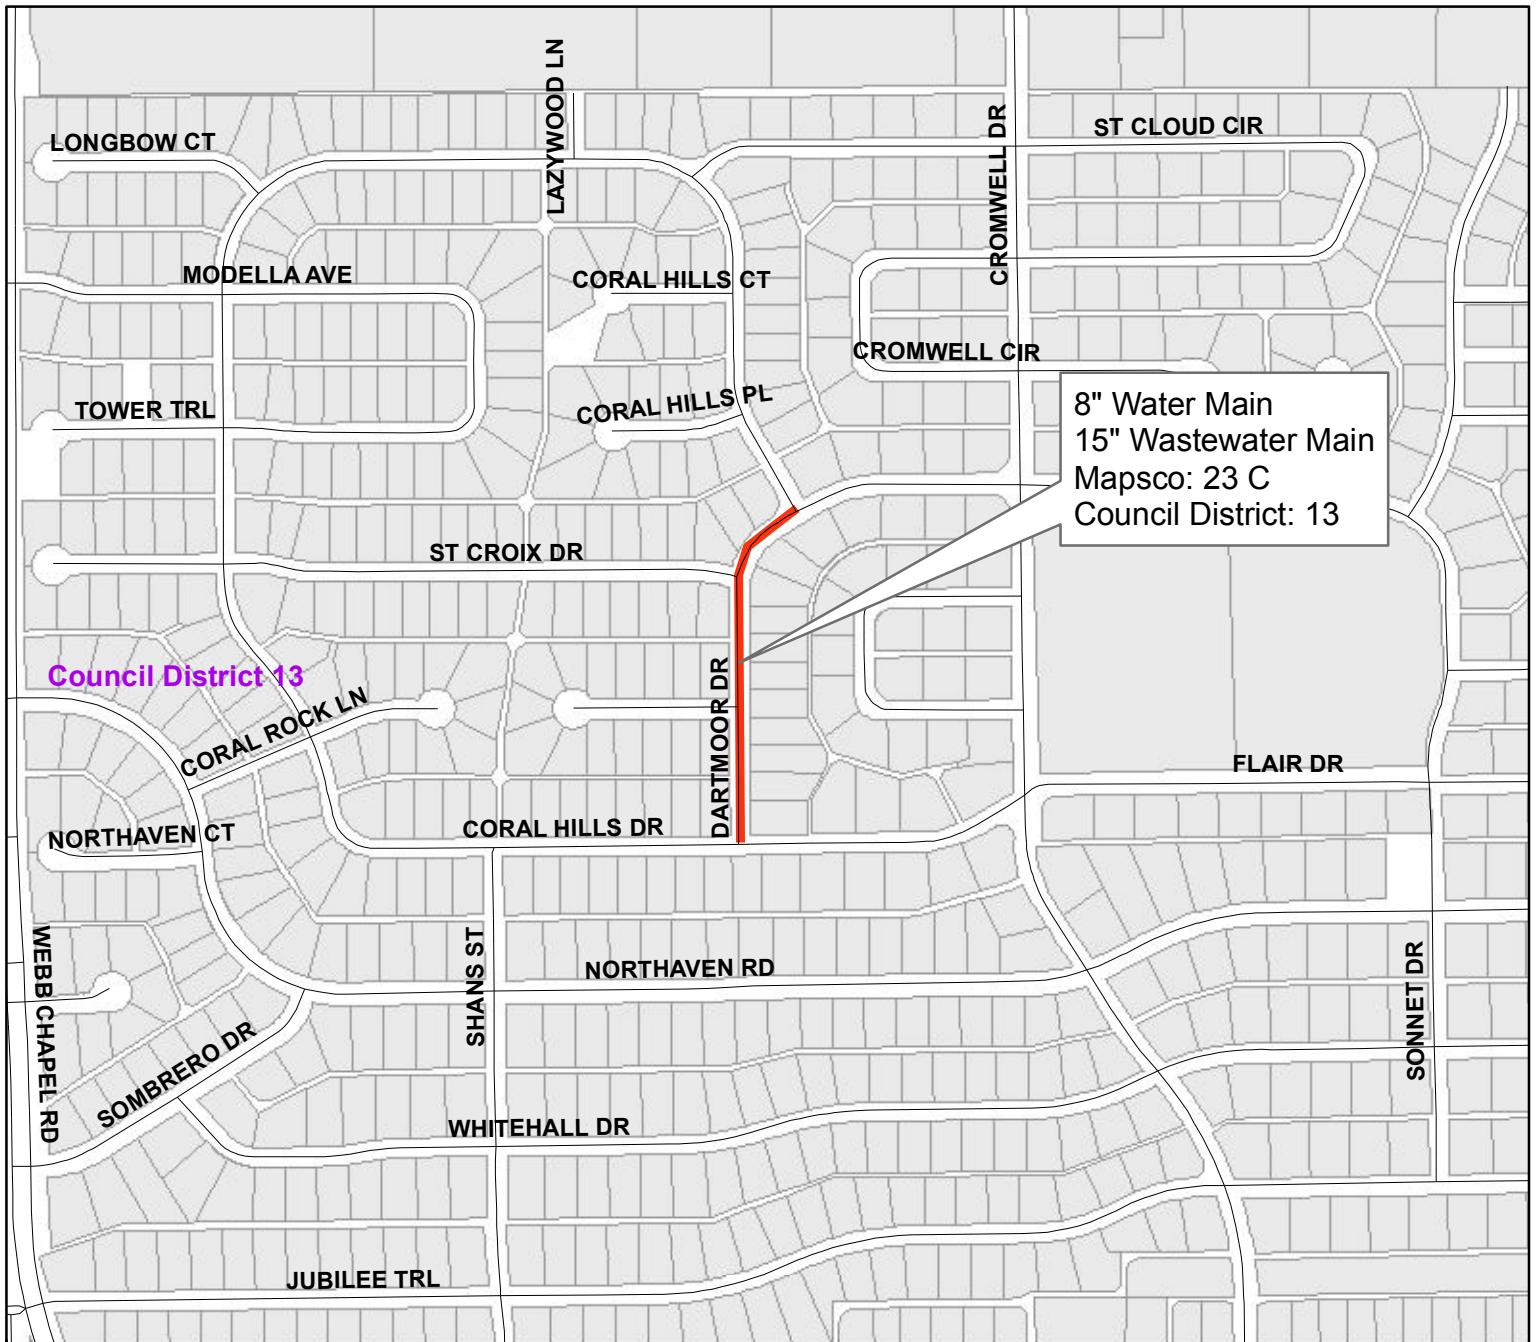 LAZYWOOD LN
CROMWELL DR
ST CLOUD CIR
LONGBOW CT
MODELLA AVE
CORAL HILLS CT
CROMWELL CIR
TOWER TRL
CORAL HILLS PL
8" Water Main
15" Wastewater Main
Mapsco: 23 C
Council District: 13
ST CROIX DR
Council District 13
CORAL ROCK LN
DARTMOOR DR
FLAIR DR
NORTHAVEN CT
CORAL HILLS DR
WEBB CHAPEL RD
SHANS ST
NORTHAVEN RD
SONNET DR
SOMBRERO DR
WHITEHALL DR
JUBILEE TRL